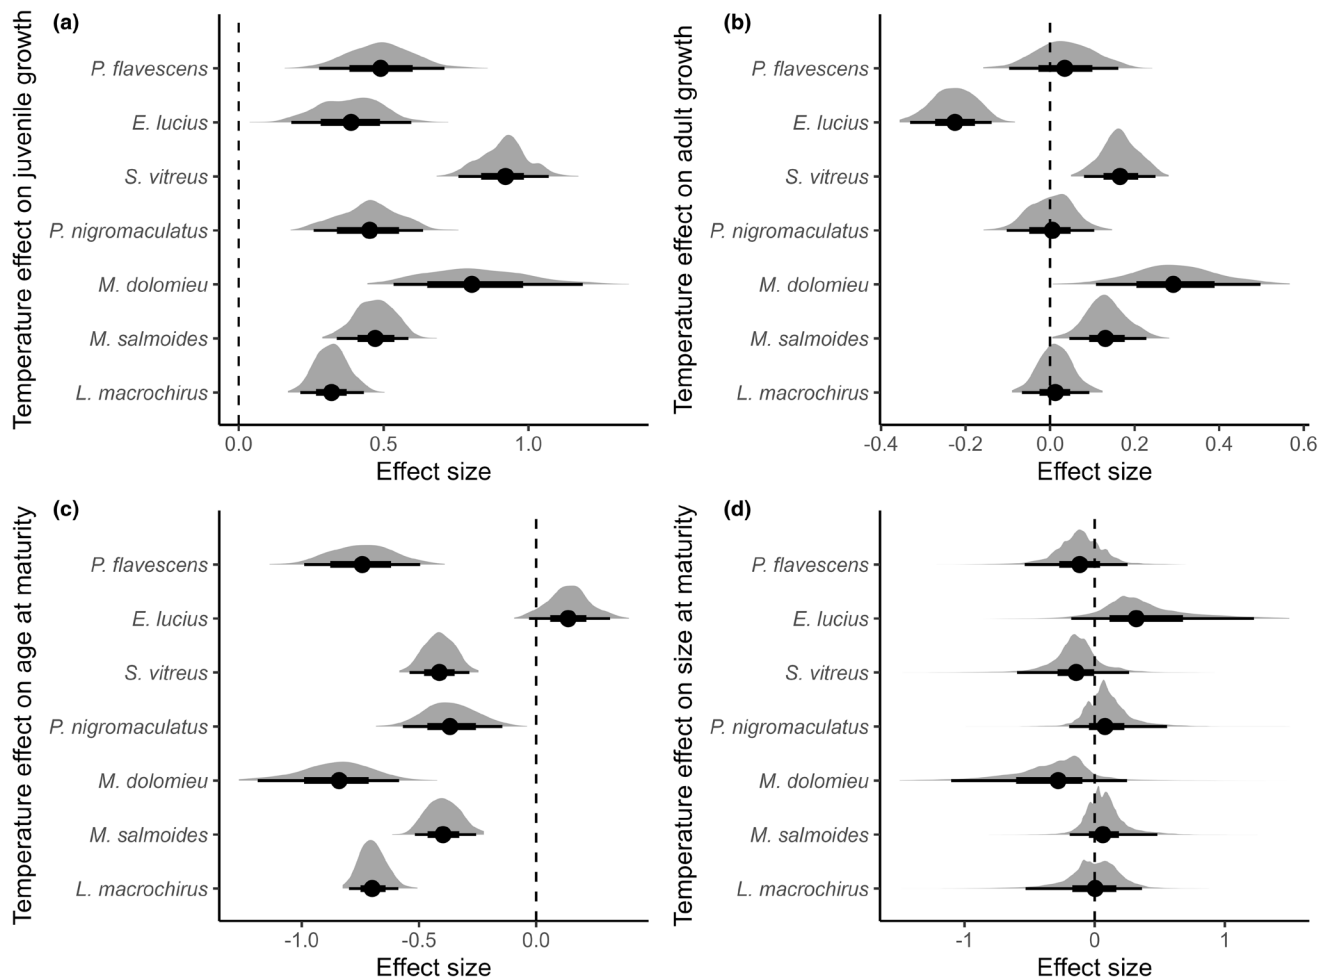 (a)
Temperature effect on juvenile growth
P. flavescens
E. lucius
S. vitreus
P. nigromaculatus
M. dolomieu
M. salmoides
L. macrochirus
0.0 0.5 1.0
Effect size
(b)
Temperature effect on adult growth
P. flavescens
E. lucius
S. vitreus
P. nigromaculatus
M. dolomieu
M. salmoides
L. macrochirus
-0.4 -0.2 0.0 0.2 0.4 0.6
Effect size
(c)
Temperature effect on age at maturity
P. flavescens
E. lucius
S. vitreus
P. nigromaculatus
M. dolomieu
M. salmoides
L. macrochirus
-1.0 -0.5 0.0
Effect size
(d)
Temperature effect on size at maturity
P. flavescens
E. lucius
S. vitreus
P. nigromaculatus
M. dolomieu
M. salmoides
L. macrochirus
-1 0 1
Effect size